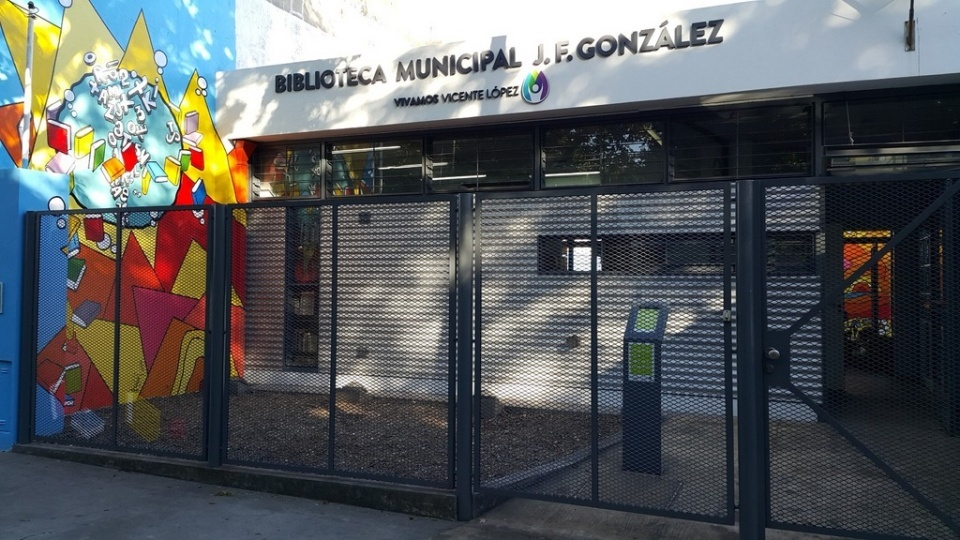 BIBLIOTECA MUNICIPAL J. F. GONZÁLEZ
VIVAMOS VICENTE LÓPEZ